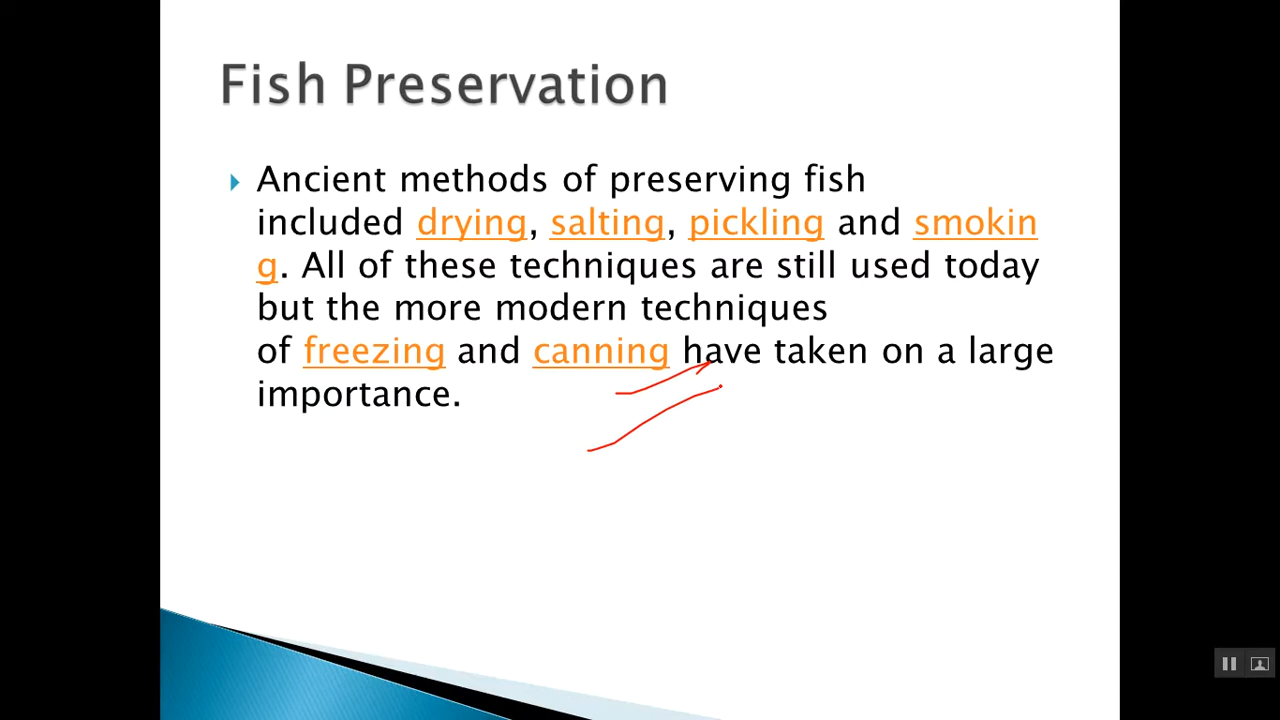 Fish Preservation
Ancient methods of preserving fish
included drying, salting, pickling and smokin
g. All of these techniques are still used today
but the more modern techniques
of freezing and canning have taken on a large
importance.